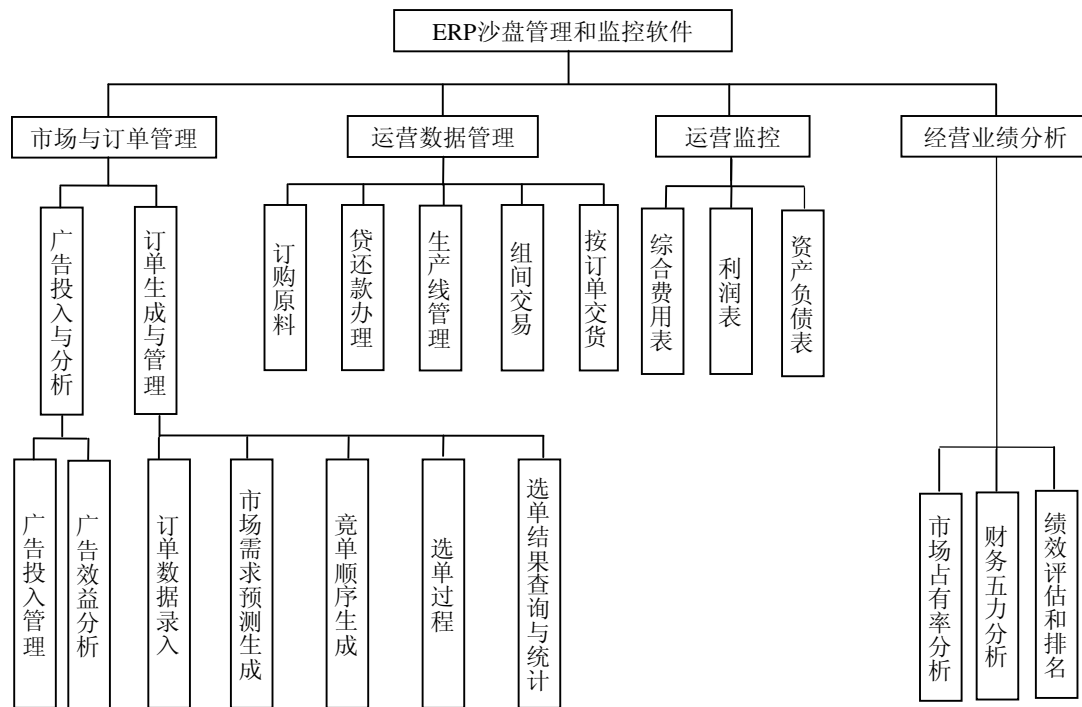 ERP沙盘管理和监控软件
市场与订单管理
运营数据管理
运营监控
经营业绩分析
广告投入与分析
订单生成与管理
订购原料
贷还款办理
生产线管理
组间交易
按订单交货
综合费用表
利润表
资产负债表
广告投入管理
广告效益分析
订单数据录入
市场需求预测生成
竟单顺序生成
选单过程
选单结果查询与统计
市场占有率分析
财务五力分析
绩效评估和排名